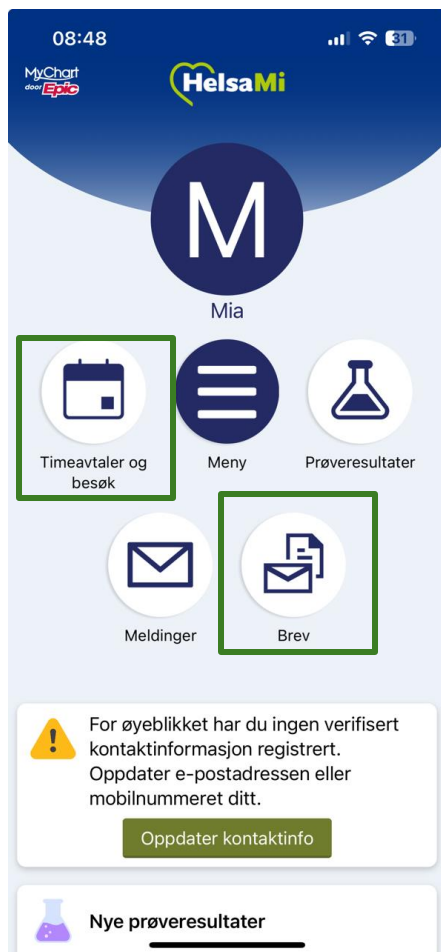 08:48
31
MyChart
door Epic
HelsaMi
M
Mia
Timeavtaler og
besøk
Meny
Prøveresultater
Meldinger
Brev
For øyeblikket har du ingen verifisert
kontaktinformasjon registrert.
Oppdater e-postadressen eller
mobilnummeret ditt.
Oppdater kontaktinfo
Nye prøveresultater